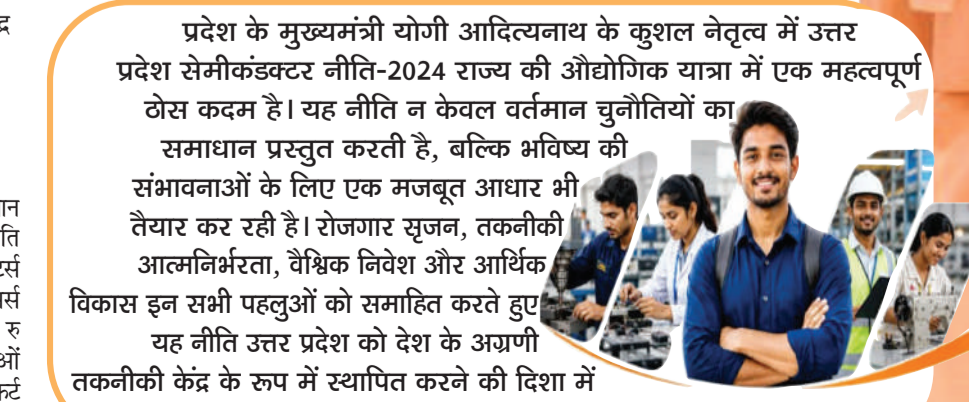 प्रदेश के मुख्यमंत्री योगी आदित्यनाथ के कुशल नेतृत्व में उत्तर
प्रदेश सेमीकंडक्टर नीति-2024 राज्य की औद्योगिक यात्रा में एक महत्वपूर्ण
ठोस कदम है। यह नीति न केवल वर्तमान चुनौतियों का
समाधान प्रस्तुत करती है, बल्कि भविष्य की
संभावनाओं के लिए एक मजबूत आधार भी
तैयार कर रही है। रोजगार सृजन, तकनीकी
आत्मनिर्भरता, वैश्विक निवेश और आर्थिक
विकास इन सभी पहलुओं को समाहित करते हुए
यह नीति उत्तर प्रदेश को देश के अग्रणी
तकनीकी केंद्र के रूप में स्थापित करने की दिशा में